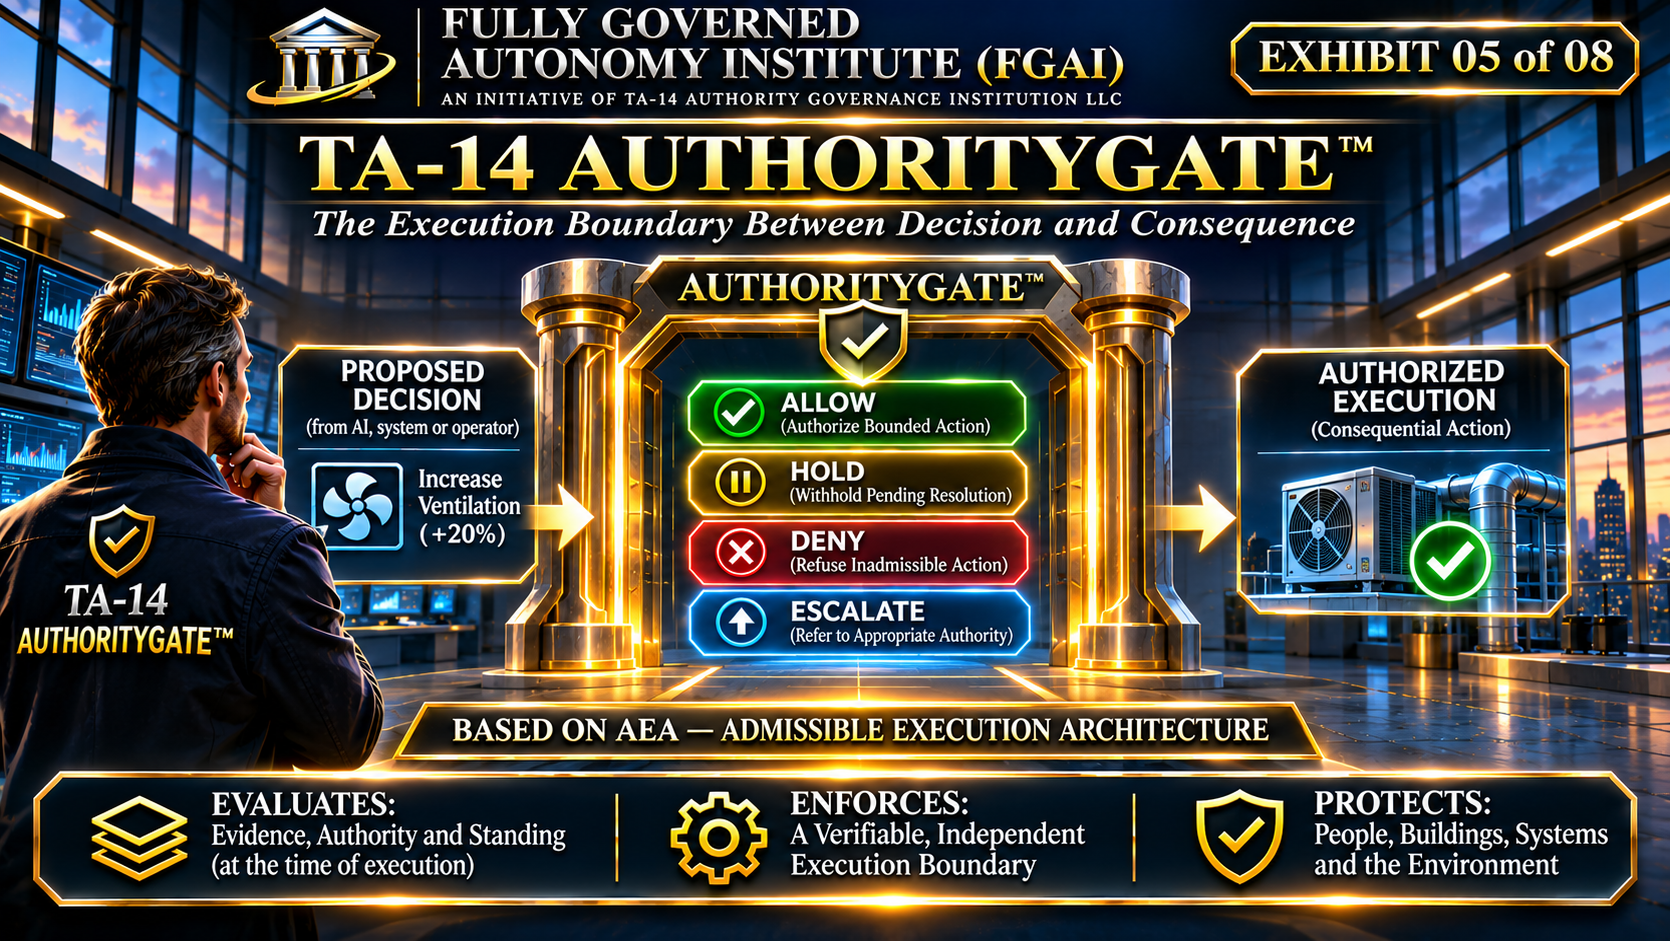 FULLY GOVERNED
AUTONOMY INSTITUTE (FGAI)
AN INITIATIVE OF TA-14 AUTHORITY GOVERNANCE INSTITUTION LLC
EXHIBIT 05 of 08
TA-14 AUTHORITYGATE™
The Execution Boundary Between Decision and Consequence
AUTHORITYGATE™
PROPOSED
DECISION
(from AI, system or operator)
Increase
Ventilation
(+20%)
ALLOW
(Authorize Bounded Action)
HOLD
(Withhold Pending Resolution)
DENY
(Refuse Inadmissible Action)
ESCALATE
(Refer to Appropriate Authority)
AUTHORIZED
EXECUTION
(Consequential Action)
TA-14
AUTHORITYGATE™
BASED ON AEA — ADMISSIBLE EXECUTION ARCHITECTURE
EVALUATES:
Evidence, Authority and Standing
(at the time of execution)
ENFORCES:
A Verifiable, Independent
Execution Boundary
PROTECTS:
People, Buildings, Systems
and the Environment